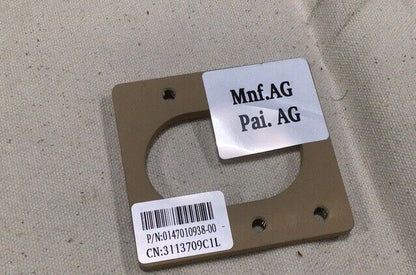 Mnf.AG
Pai. AG
P/N:0147010938-00
CN:3113709C1L